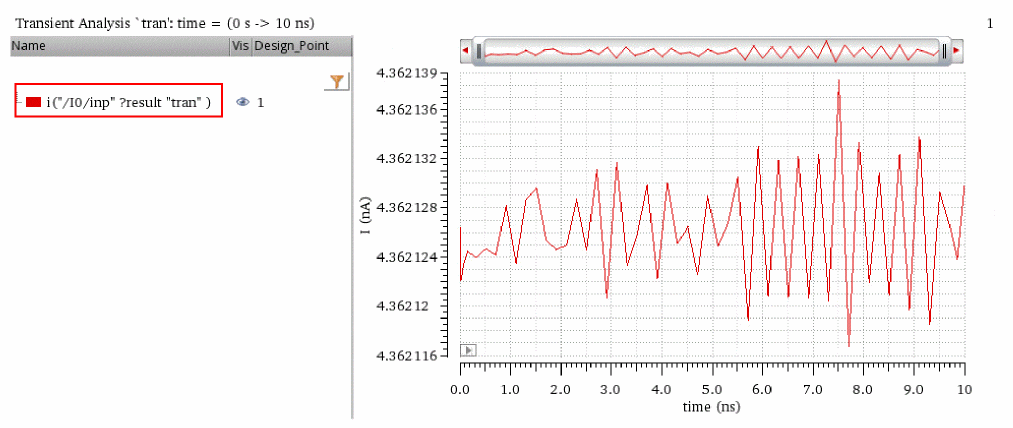 Transient Analysis `tran': time = (0 s -> 10 ns)
1
Name Vis Design_Point
i("/I0/inp" ?result "tran" ) 1
4.362139
4.362136
4.362132
4.362128
4.362124
4.36212
4.362116
I (nA)
0.0 1.0 2.0 3.0 4.0 5.0 6.0 7.0 8.0 9.0 10
time (ns)